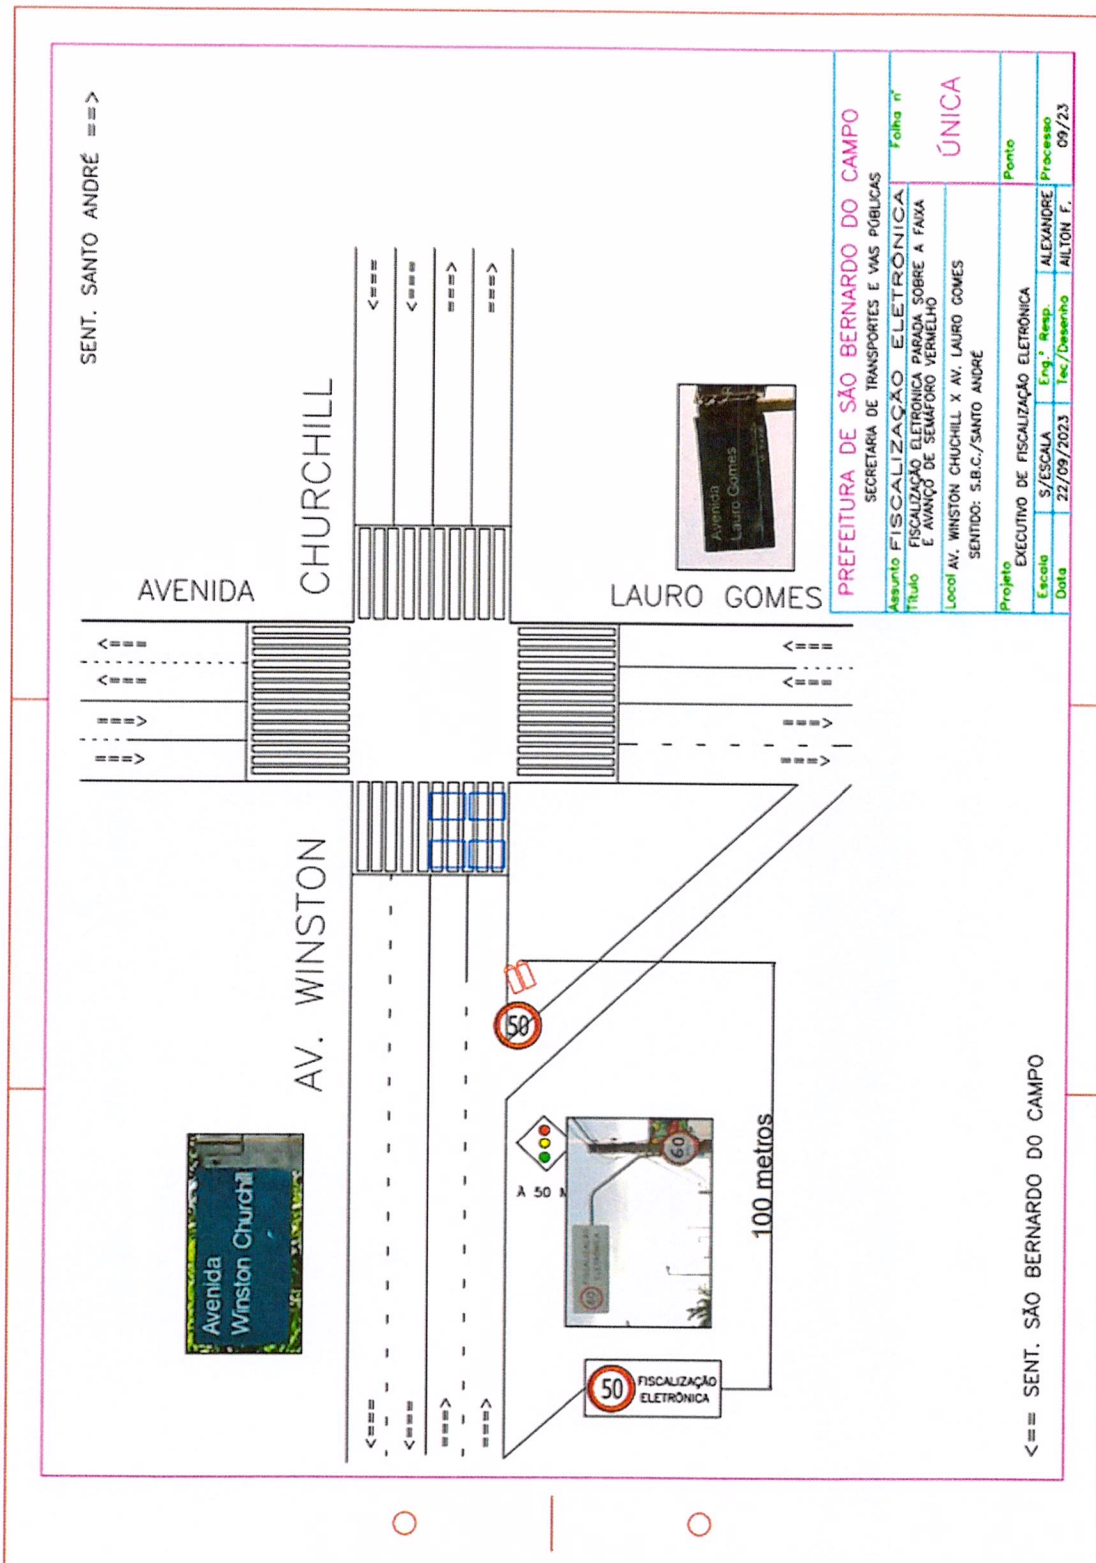 SENT. SANTO ANDRÉ ==>
AVENIDA
LAURO GOMES
AV. WINSTON
CHURCHILL
<===
<===
===>
===>
<===
<===
===>
===>
<===
<===
===>
===>
<===
<===
===>
===>
Avenida
Winston Churchill
Avenida
Lauro Gomes
50
À 50 M
60
FISCALIZAÇÃO
ELETRÔNICA
60
50
FISCALIZAÇÃO
ELETRÔNICA
100 metros
<== SENT. SÃO BERNARDO DO CAMPO
PREFEITURA DE SÃO BERNARDO DO CAMPO
SECRETARIA DE TRANSPORTES E VIAS PÚBLICAS
Assunto FISCALIZAÇÃO ELETRÔNICA
Folha nº
ÚNICA
Título FISCALIZAÇÃO ELETRÔNICA PARADA SOBRE A FAIXA
E AVANÇO DE SEMÁFORO VERMELHO
Local AV. WINSTON CHUCHILL X AV. LAURO GOMES
SENTIDO: S.B.C./SANTO ANDRÉ
Projeto
EXECUTIVO DE FISCALIZAÇÃO ELETRÔNICA
Ponto
Escala S/ESCALA Eng.º Resp. ALEXANDRE Processo
Data 22/09/2023 Tec/Desenho AILTON F. 09/23